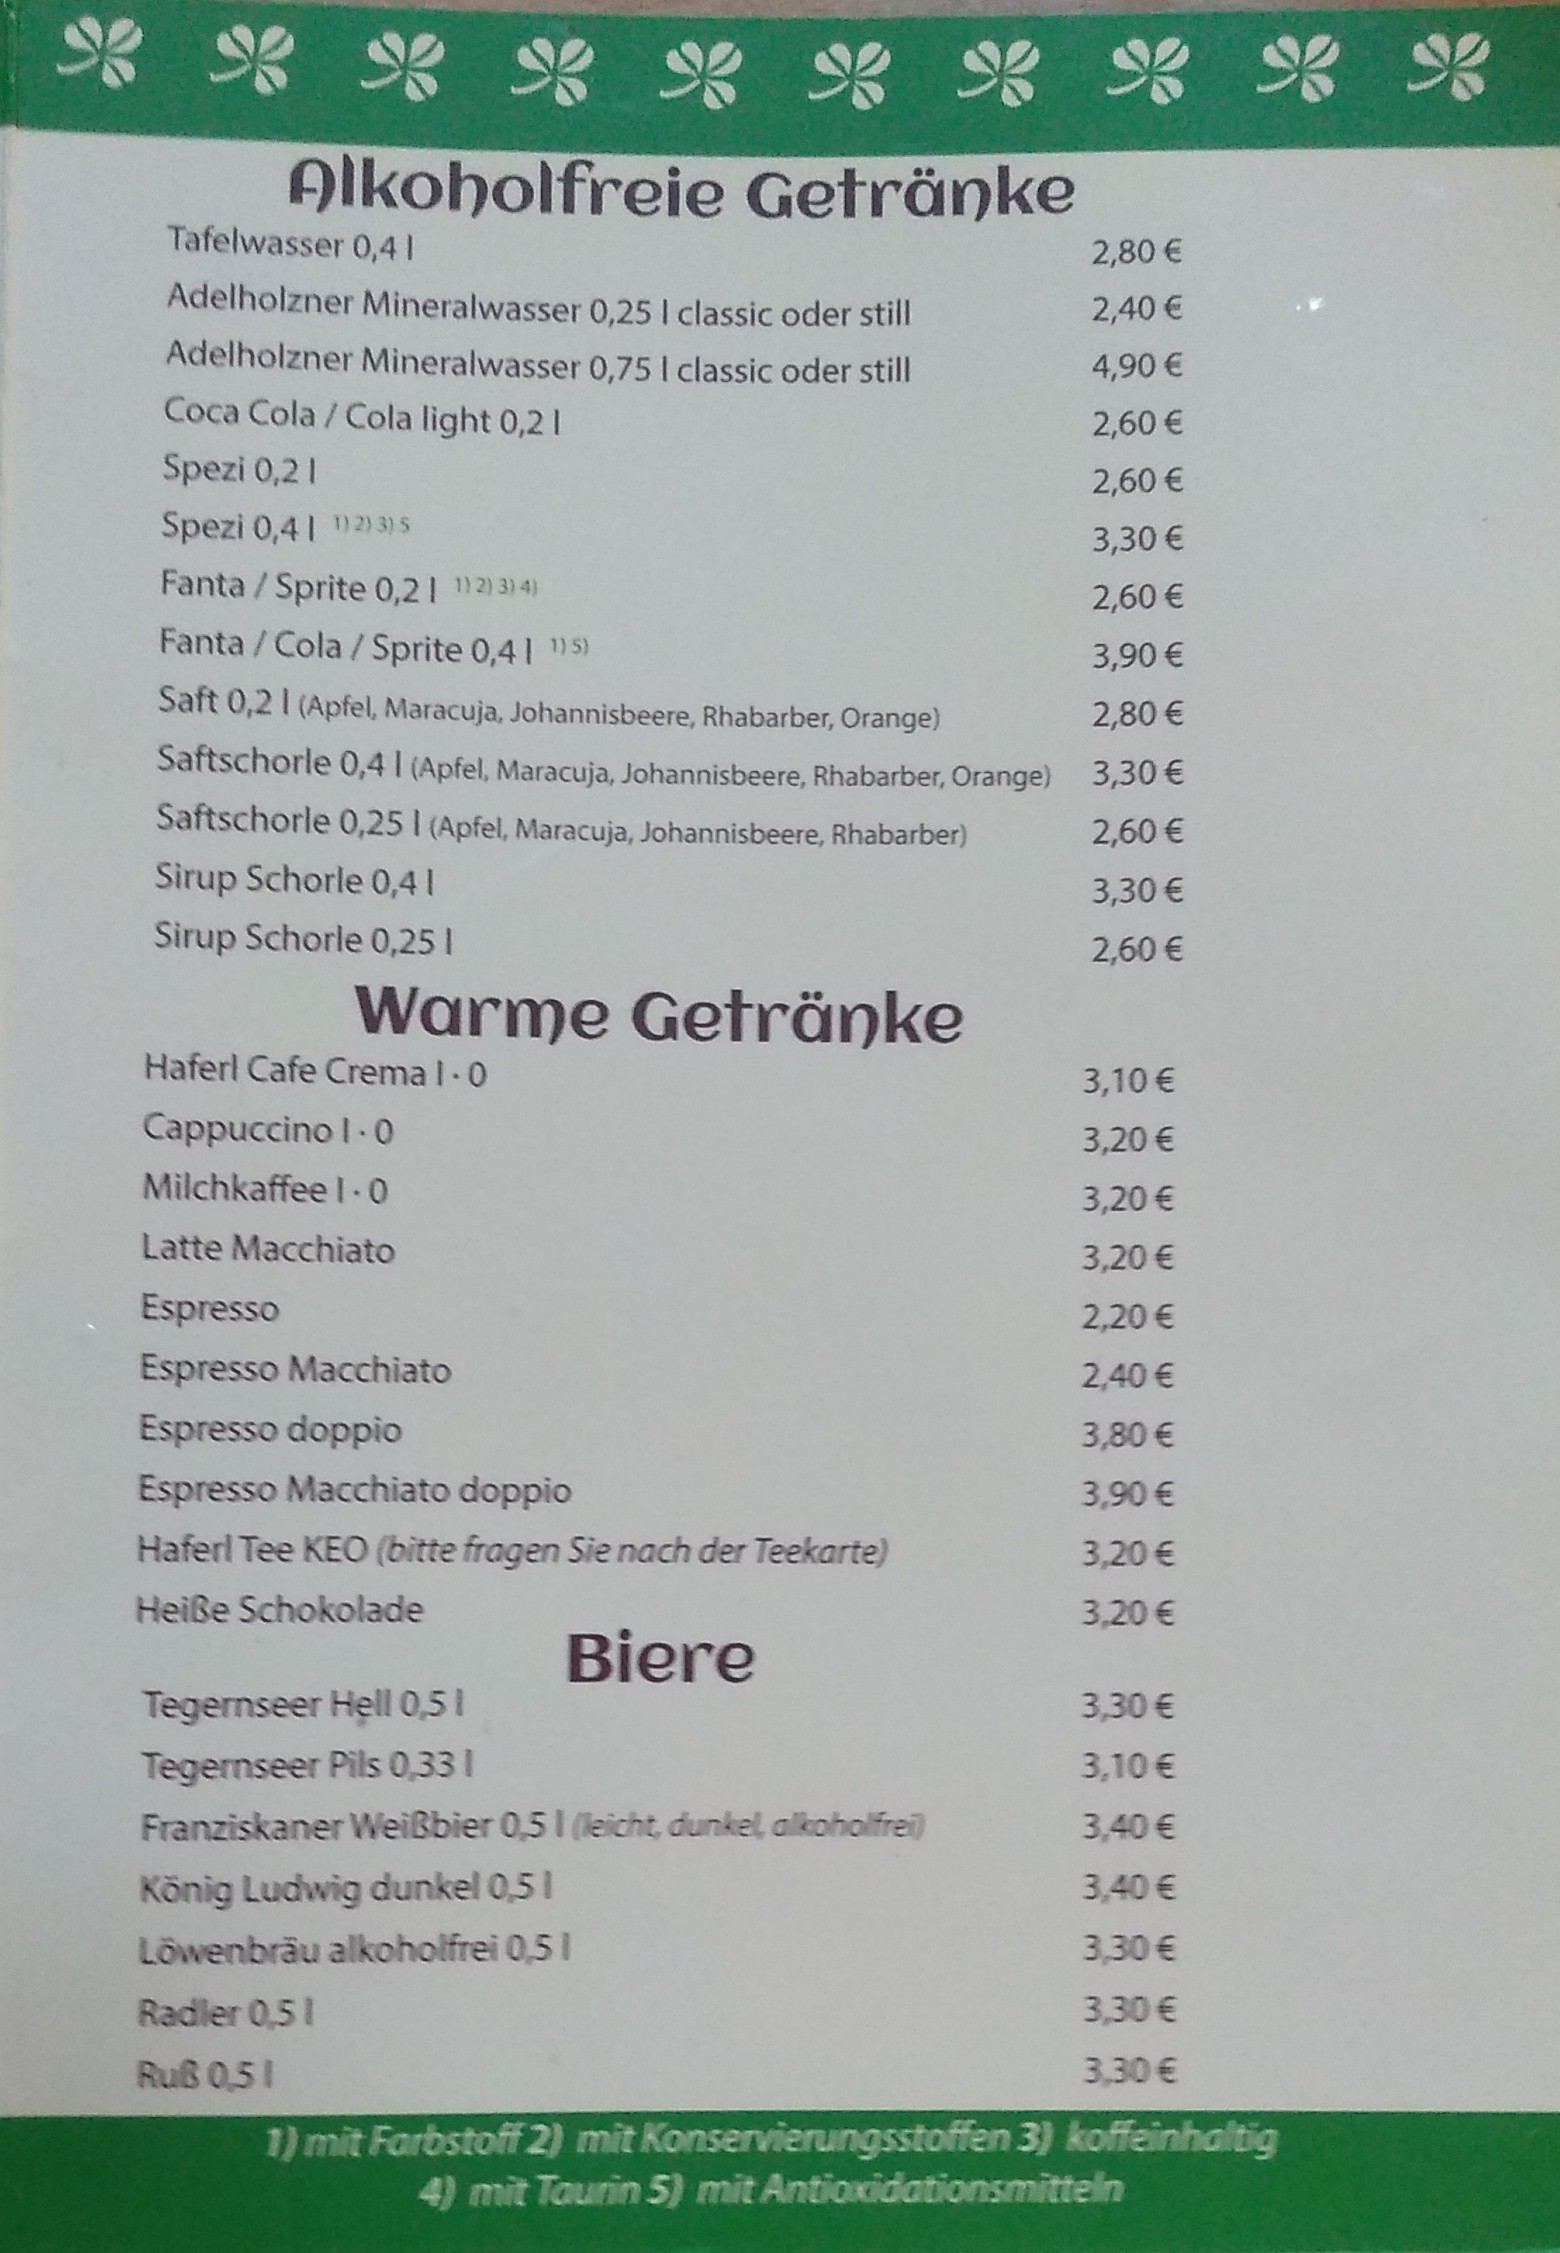 Alkoholfreie Getränke
Tafelwasser 0,4 l 2,80 €
Adelholzner Mineralwasser 0,25 l classic oder still 2,40 €
Adelholzner Mineralwasser 0,75 l classic oder still 4,90 €
Coca Cola / Cola light 0,2 l 2,60 €
Spezi 0,2 l 2,60 €
Spezi 0,4 l 1) 2) 3) 5 3,30 €
Fanta / Sprite 0,2 l 1) 2) 3) 4) 2,60 €
Fanta / Cola / Sprite 0,4 l 1) 5) 3,90 €
Saft 0,2 l (Apfel, Maracuja, Johannisbeere, Rhabarber, Orange) 2,80 €
Saftschorle 0,4 l (Apfel, Maracuja, Johannisbeere, Rhabarber, Orange) 3,30 €
Saftschorle 0,25 l (Apfel, Maracuja, Johannisbeere, Rhabarber) 2,60 €
Sirup Schorle 0,4 l 3,30 €
Sirup Schorle 0,25 l 2,60 €
Warme Getränke
Haferl Cafe Crema l · 0 3,10 €
Cappuccino l · 0 3,20 €
Milchkaffee l · 0 3,20 €
Latte Macchiato 3,20 €
Espresso 2,20 €
Espresso Macchiato 2,40 €
Espresso doppio 3,80 €
Espresso Macchiato doppio 3,90 €
Haferl Tee KEO (bitte fragen Sie nach der Teekarte) 3,20 €
Heiße Schokolade 3,20 €
Biere
Tegernseer Hell 0,5 l 3,30 €
Tegernseer Pils 0,33 l 3,10 €
Franziskaner Weißbier 0,5 l (leicht, dunkel, alkoholfrei) 3,40 €
König Ludwig dunkel 0,5 l 3,40 €
Löwenbräu alkoholfrei 0,5 l 3,30 €
Radler 0,5 l 3,30 €
Ruß 0,5 l 3,30 €
1) mit Farbstoff 2) mit Konservierungsstoffen 3) koffeinhaltig
4) mit Taurin 5) mit Antioxidationsmitteln